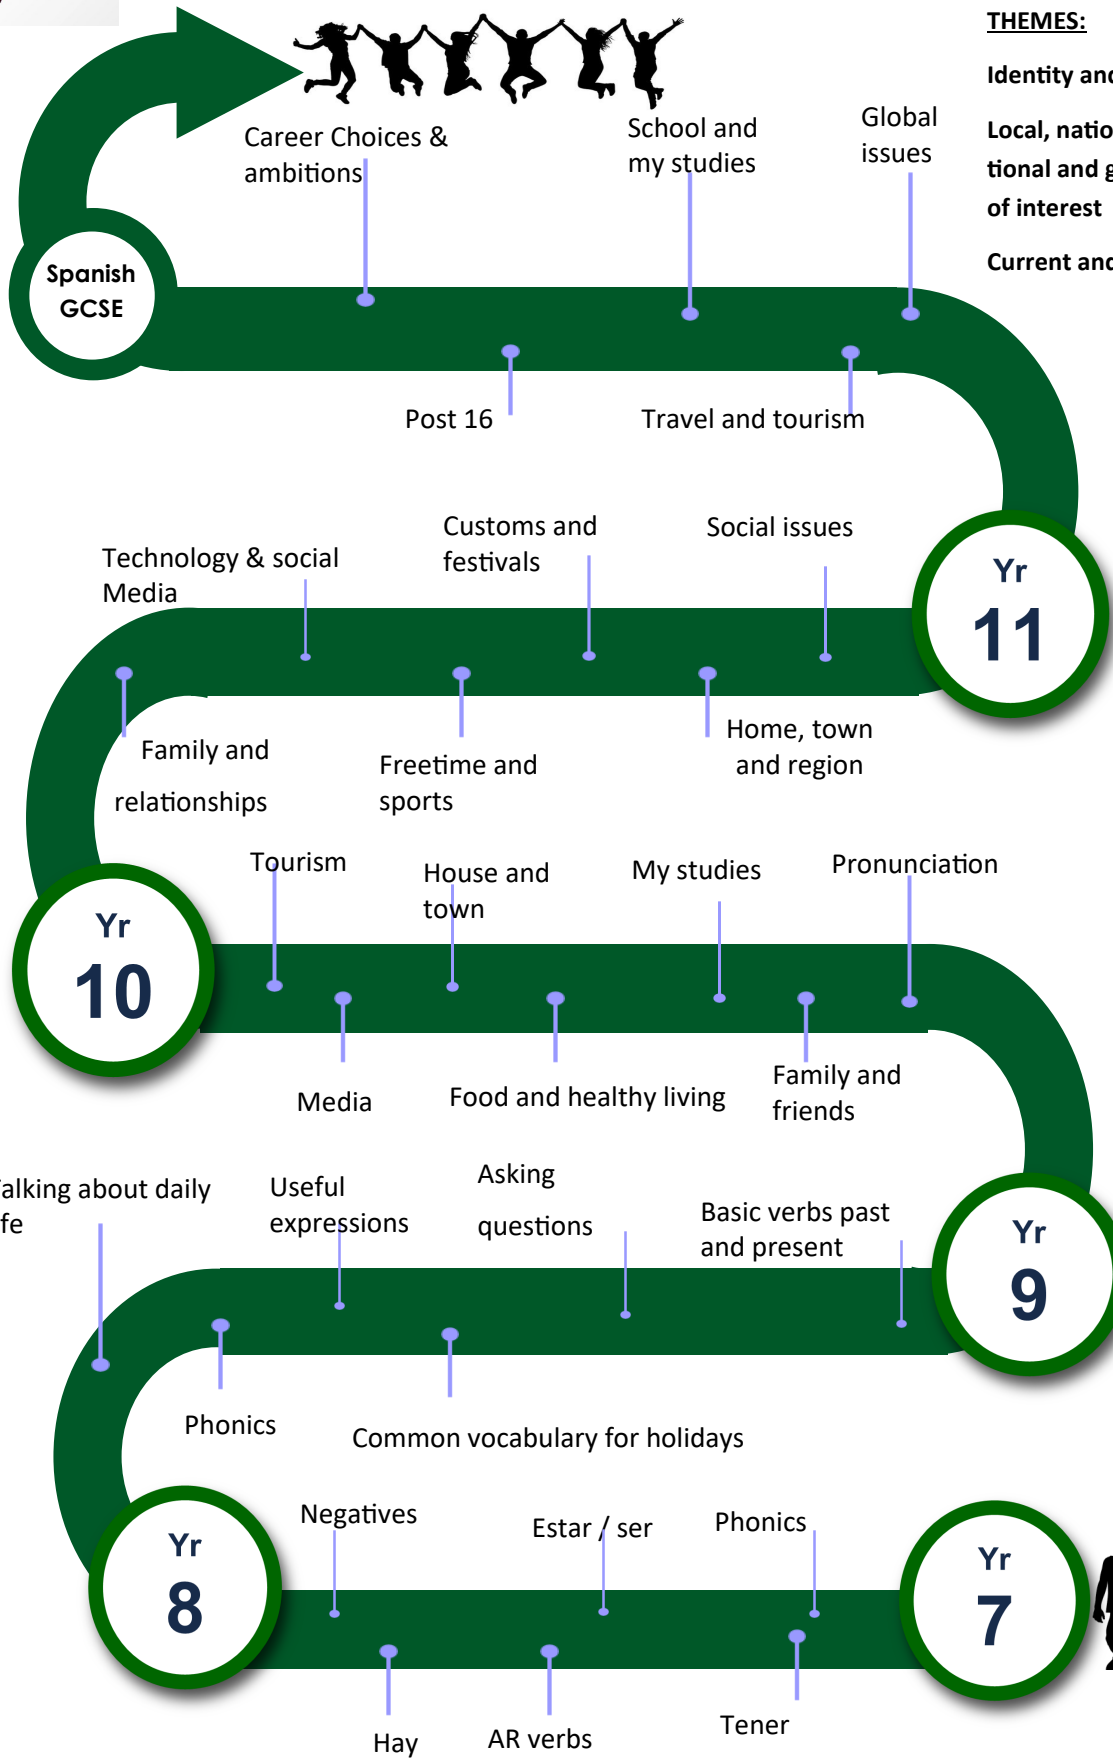 THEMES:
Identity and
Local, natio
tional and g
of interest
Current and
Career Choices &
ambitions
School and
my studies
Global
issues
Spanish
GCSE
Post 16
Travel and tourism
Technology & social
Media
Customs and
festivals
Social issues
Yr
11
Family and
relationships
Freetime and
sports
Home, town
and region
Tourism
House and
town
My studies
Pronunciation
Yr
10
Media
Food and healthy living
Family and
friends
alking about daily
fe
Useful
expressions
Asking
questions
Basic verbs past
and present
Yr
9
Phonics
Common vocabulary for holidays
Negatives
Estar / ser
Phonics
Yr
8
Yr
7
Hay
AR verbs
Tener